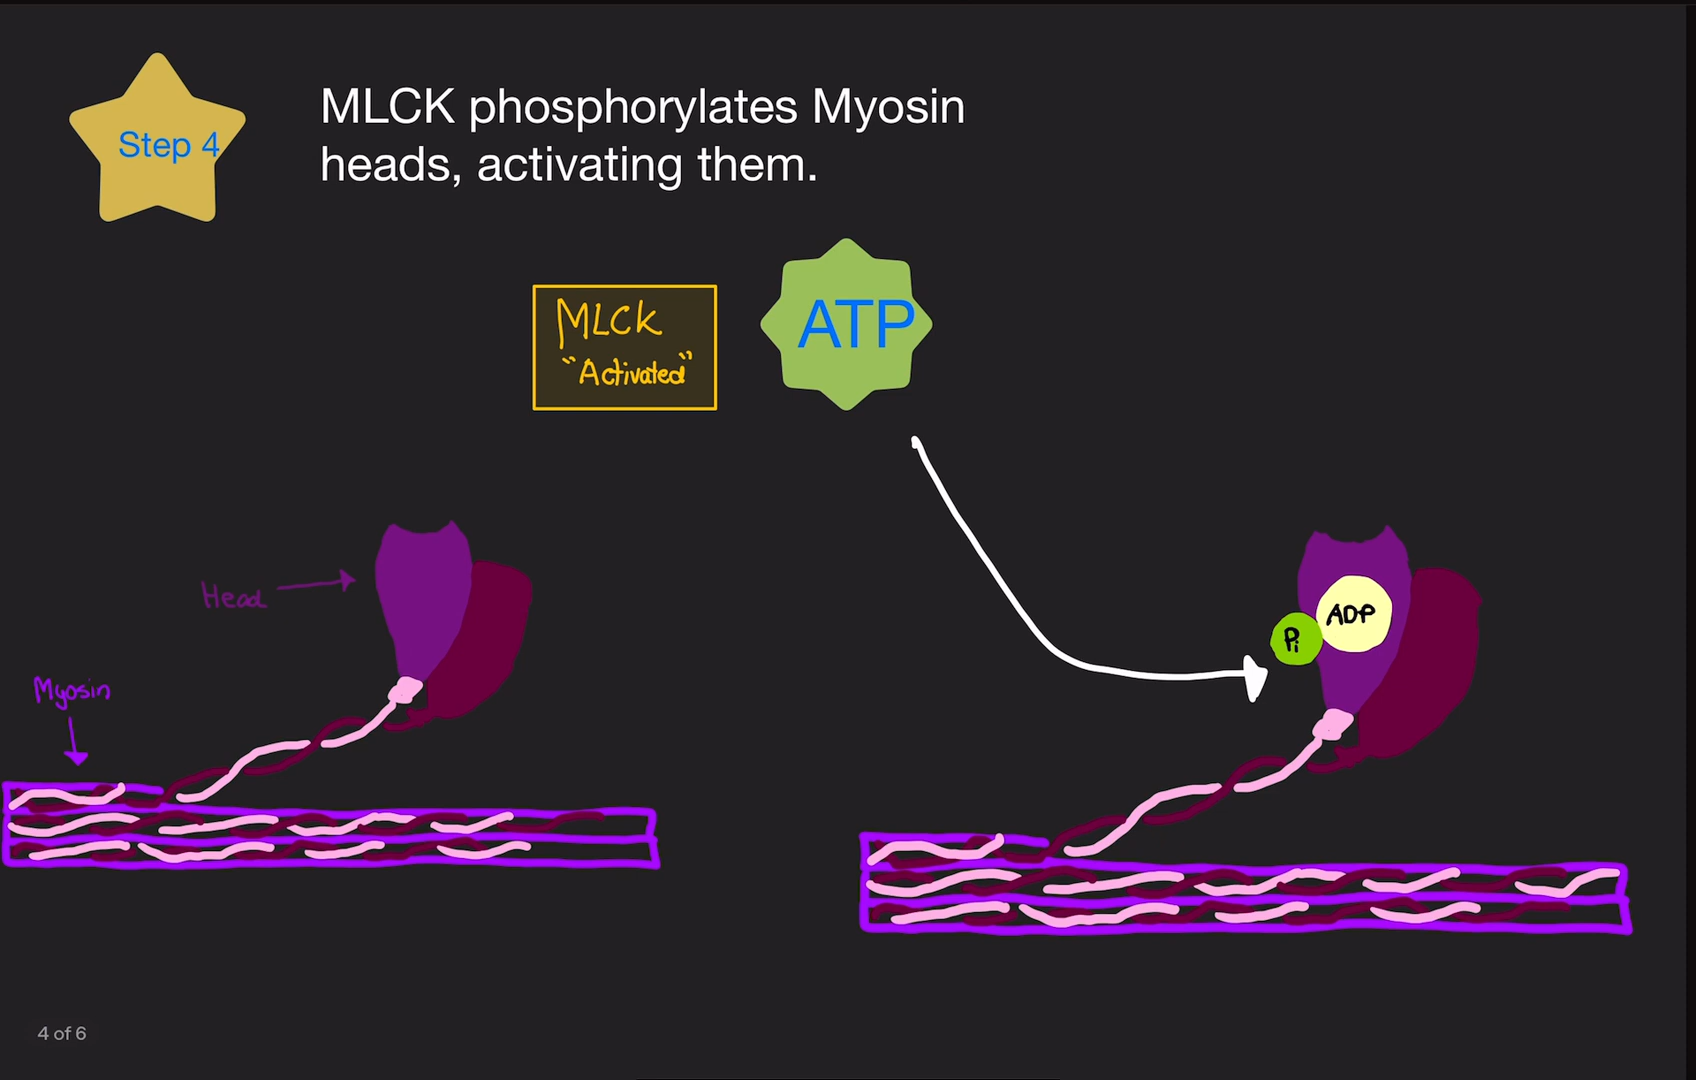 Step 4
MLCK phosphorylates Myosin
heads, activating them.
MLCK
"Activated"
ATP
Head
ADP
Pi
Myosin
4 of 6